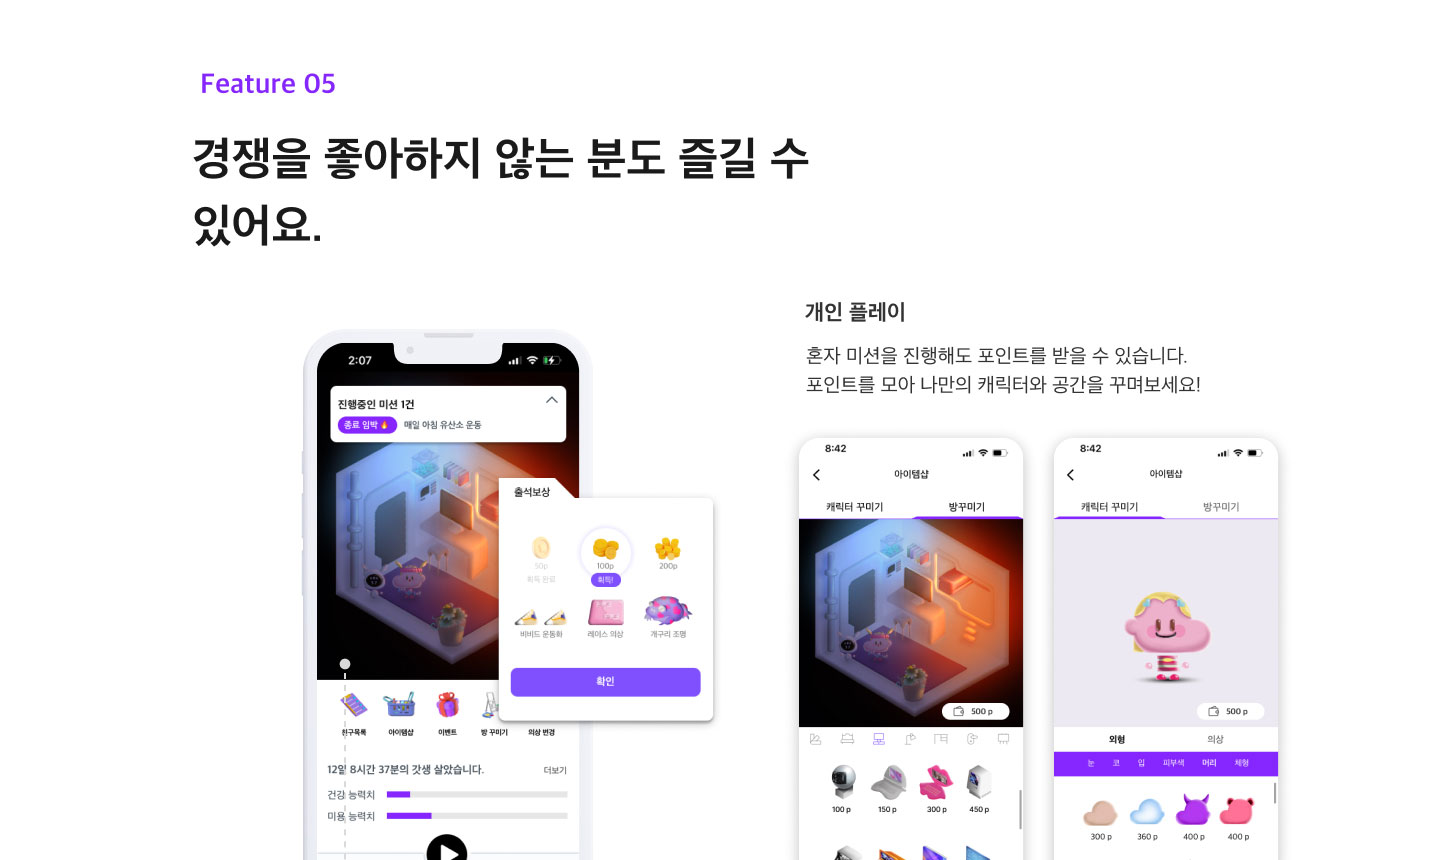 Feature 05
경쟁을 좋아하지 않는 분도 즐길 수
있어요.
개인 플레이
혼자 미션을 진행해도 포인트를 받을 수 있습니다.
포인트를 모아 나만의 캐릭터와 공간을 꾸며보세요!
2:07
진행중인 미션 1건
종료 임박
매일 아침 유산소 운동
출석보상
50p
100p
200p
획득 완료
획득!
비비드 운동화
레이스 의상
개구리 조명
확인
친구목록
아이템샵
이벤트
방 꾸미기
의상 변경
12일 8시간 37분의 갓생 살았습니다.
더보기
건강 능력치
미용 능력치
8:42
아이템샵
캐릭터 꾸미기
방꾸미기
500 p
100 p
150 p
300 p
450 p
8:42
아이템샵
캐릭터 꾸미기
방꾸미기
500 p
외형
의상
눈
코
입
피부색
머리
체형
300 p
360 p
400 p
400 p